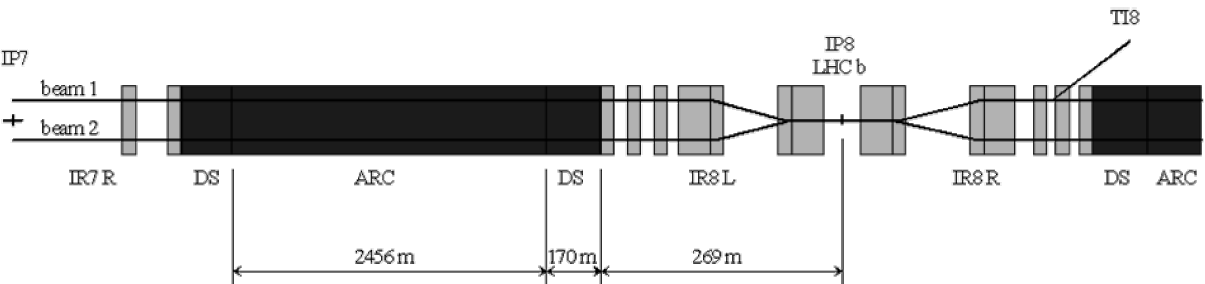 TI8
IP8
LHC b
IP7
beam 1
beam 2
IR7 R
DS
ARC
DS
IR8 L
IR8 R
DS
ARC
2456 m
170 m
269 m